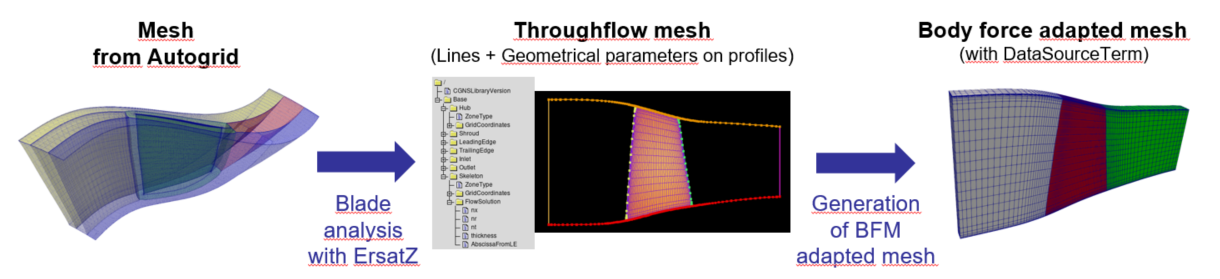 Mesh
from Autogrid
Throughflow mesh
(Lines + Geometrical parameters on profiles)
Body force adapted mesh
(with DataSourceTerm)
CGNSLibraryVersion
Base
Hub
ZoneType
GridCoordinates
Shroud
LeadingEdge
TrailingEdge
Inlet
Outlet
Skeleton
ZoneType
GridCoordinates
FlowSolution
nx
nr
nt
thickness
AbscissaFromLE
Blade
analysis
with ErsatZ
Generation
of BFM
adapted mesh